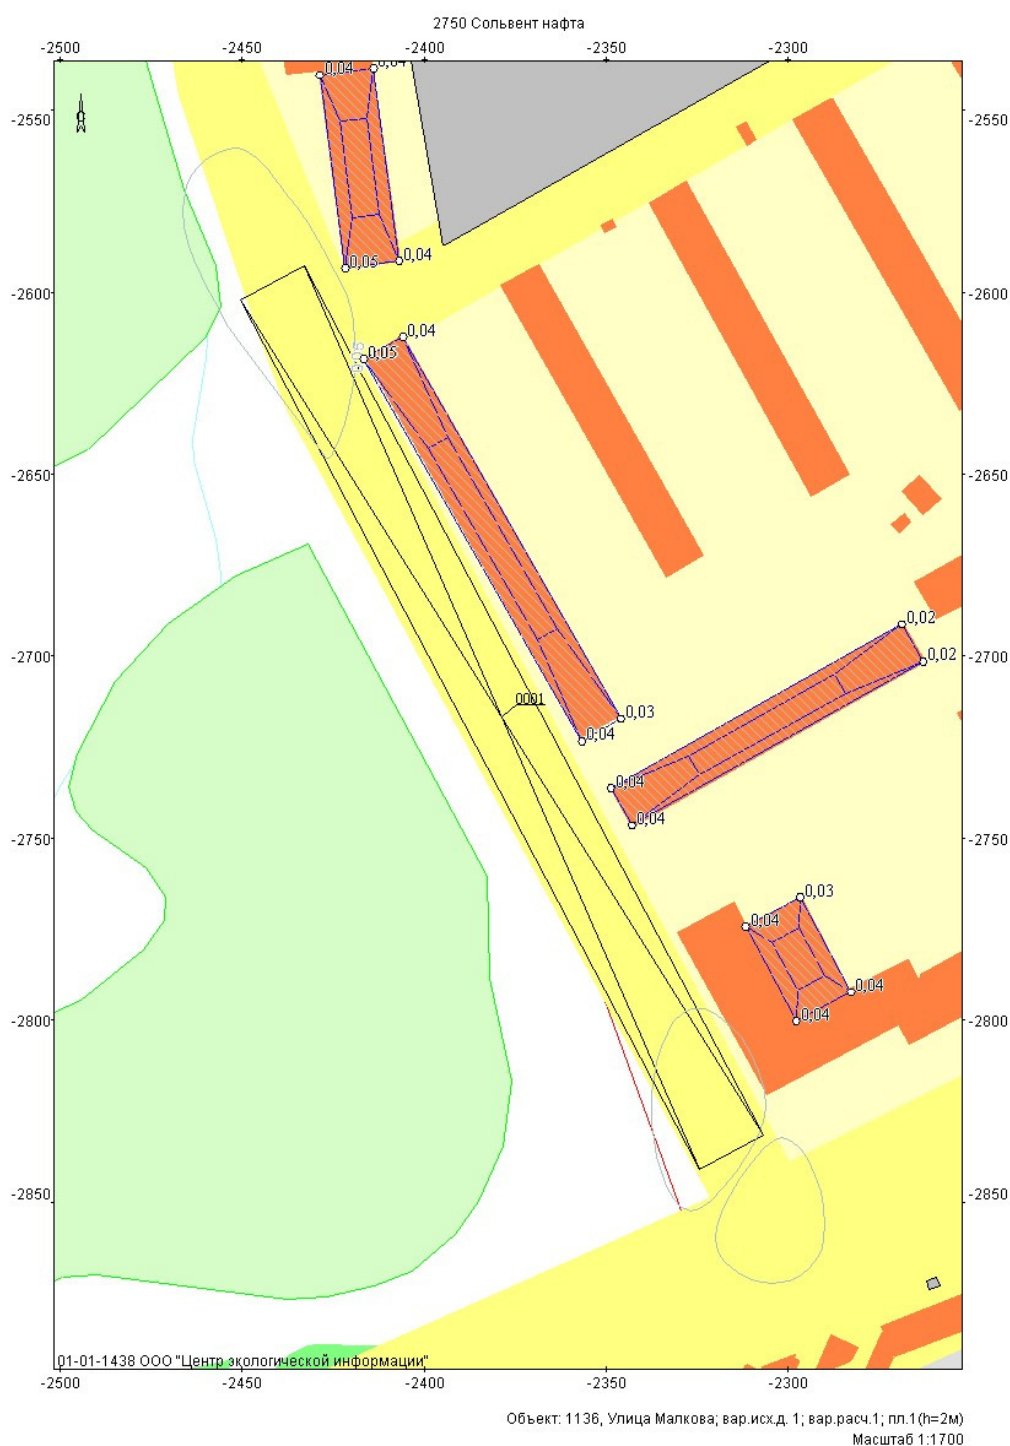 2750 Сольвент нафта
-2500 -2450 -2400 -2350 -2300
0,04 0,04
-2550 -2550
0,05 0,04
-2600 -2600
0,04
0,05
0,05
-2650 -2650
0,02
-2700 0,02 -2700
0001
0,03
0,04
0,04
0,04
-2750 -2750
0,03
0,04
0,04
-2800 0,04 -2800
-2850 -2850
01-01-1438 ООО "Центр экологической информации"
-2500 -2450 -2400 -2350 -2300
Объект: 1136, Улица Малкова; вар.исх.д. 1; вар.расч.1; пл.1(h=2м)
Масштаб 1:1700